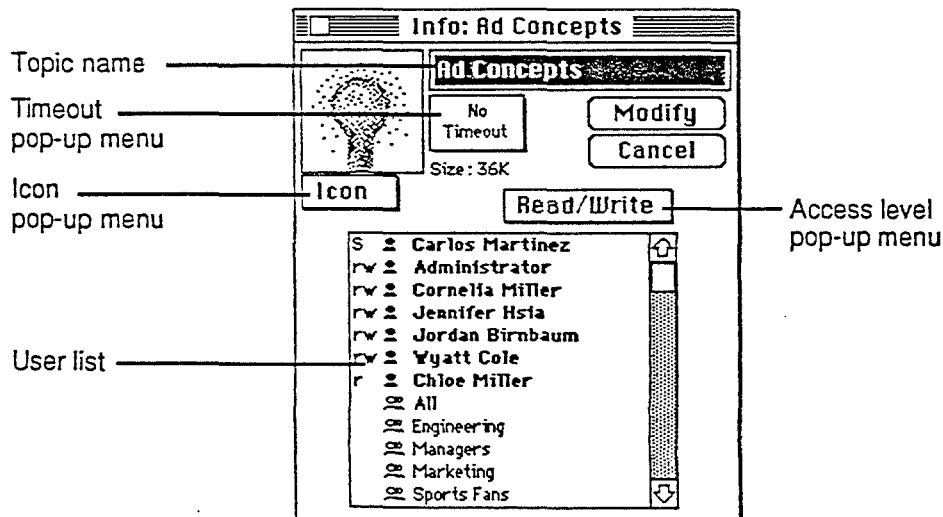 Info: Ad Concepts
Topic name
Ad Concepts
Timeout
pop-up menu
No
Timeout
Modify
Cancel
Size: 36K
Icon
pop-up menu
Icon
Read/Write
Access level
pop-up menu
S Carlos Martinez
rw Administrator
rw Cornelia Miller
rw Jennifer Hsia
rw Jordan Birnbaum
User list
rw Wyatt Cole
r Chloe Miller
All
Engineering
Managers
Marketing
Sports Fans